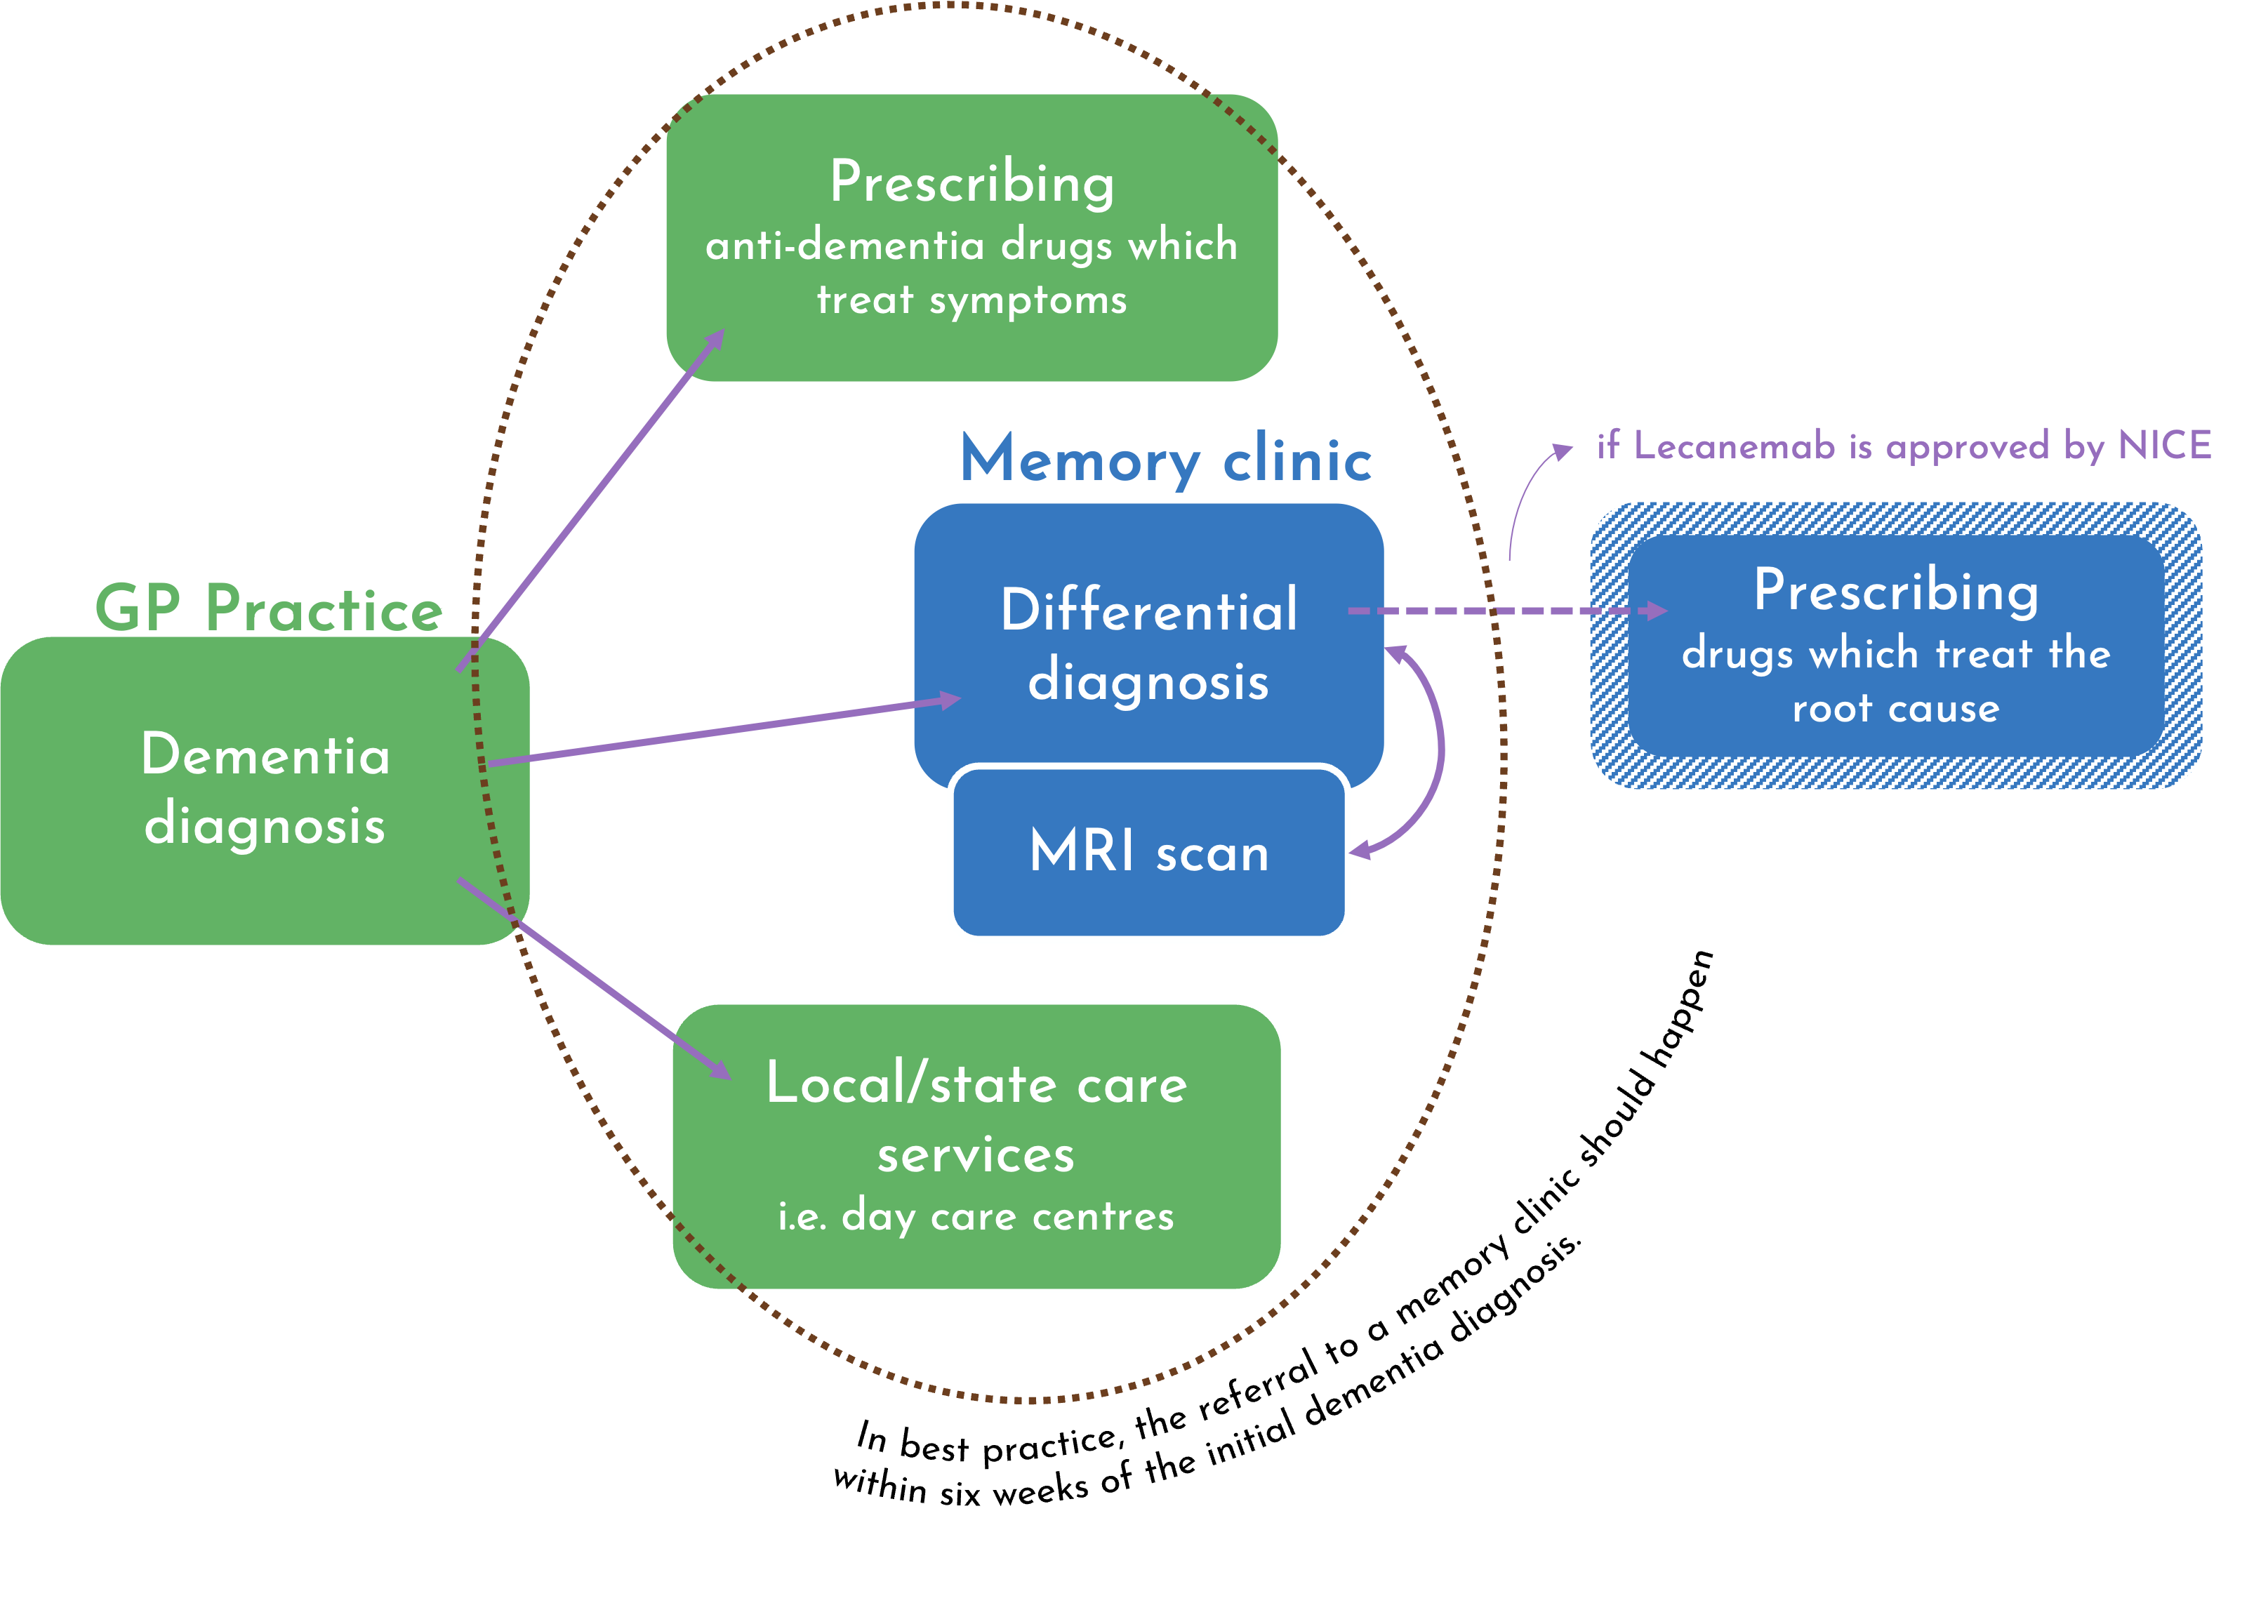 Prescribing
anti-dementia drugs which
treat symptoms
Memory clinic
if Lecanemab is approved by NICE
GP Practice
Dementia
diagnosis
Differential
diagnosis
MRI scan
Prescribing
drugs which treat the
root cause
Local/state care
services
i.e. day care centres
In best practice, the referral to a memory clinic should happen
within six weeks of the initial dementia diagnosis.